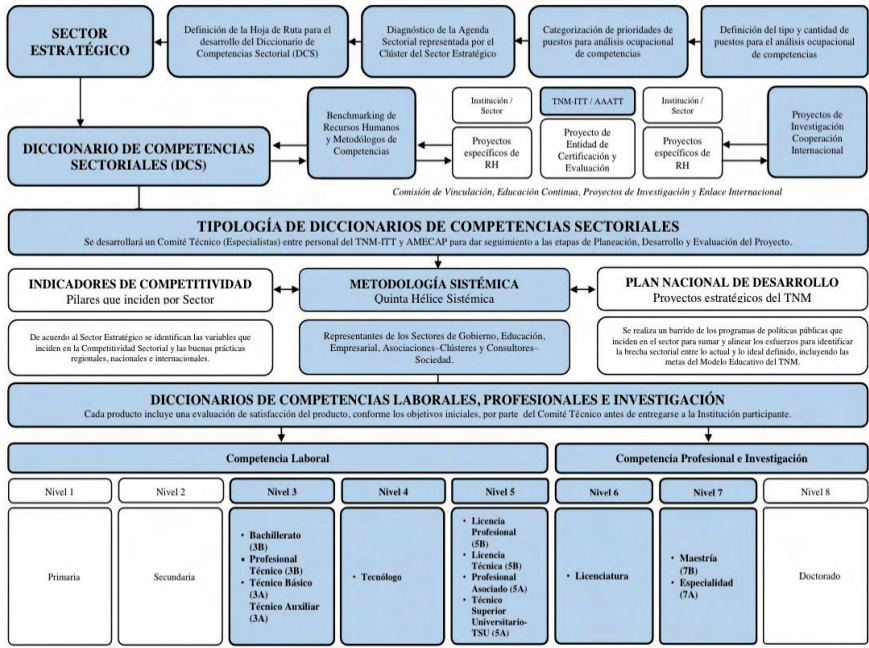 SECTOR
ESTRATÉGICO
Definición de la Hoja de Ruta para el
desarrollo del Diccionario de
Competencias Sectorial (DCS)
Diagnóstico de la Agenda
Sectorial representada por el
Clúster del Sector Estratégico
Categorización de prioridades de
puestos para análisis ocupacional
de competencias
Definición del tipo y cantidad de
puestos para el análisis ocupacional
de competencias
DICCIONARIO DE COMPETENCIAS
SECTORIALES (DCS)
Benchmarking de
Recursos Humanos
y Metodólogos de
Competencias
Institución /
Sector
Proyectos
específicos de
RH
TNM-ITT / AAATT
Proyecto de
Entidad de
Certificación y
Evaluación
Institución /
Sector
Proyectos
específicos de
RH
Proyectos de
Investigación
Cooperación
Internacional
Comisión de Vinculación, Educación Continua, Proyectos de Investigación y Enlace Internacional
TIPOLOGÍA DE DICCIONARIOS DE COMPETENCIAS SECTORIALES
Se desarrollará un Comité Técnico (Especialistas) entre personal del TNM-ITT y AMECAP para dar seguimiento a las etapas de Planeación, Desarrollo y Evaluación del Proyecto.
INDICADORES DE COMPETITIVIDAD
Pilares que inciden por Sector
METODOLOGÍA SISTÉMICA
Quinta Hélice Sistémica
PLAN NACIONAL DE DESARROLLO
Proyectos estratégicos del TNM
De acuerdo al Sector Estratégico se identifican las variables que
inciden en la Competitividad Sectorial y las buenas prácticas
regionales, nacionales e internacionales.
Representantes de los Sectores de Gobierno, Educación,
Empresarial, Asociaciones–Clústeres y Consultores–
Sociedad.
Se realiza un barrido de los programas de políticas públicas que
inciden en el sector para sumar y alinear los esfuerzos para identificar
la brecha sectorial entre lo actual y lo ideal definido, incluyendo las
metas del Modelo Educativo del TNM.
DICCIONARIOS DE COMPETENCIAS LABORALES, PROFESIONALES E INVESTIGACIÓN
Cada producto incluye una evaluación de satisfacción del producto, conforme los objetivos iniciales, por parte del Comité Técnico antes de entregarse a la Institución participante.
Competencia Laboral
Competencia Profesional e Investigación
Nivel 1
Nivel 2
Nivel 3
Nivel 4
Nivel 5
Nivel 6
Nivel 7
Nivel 8
Primaria
Secundaria
• Bachillerato
(3B)
• Profesional
Técnico (3B)
• Técnico Básico
(3A)
Técnico Auxiliar
(3A)
• Tecnólogo
• Licencia
Profesional
(5B)
• Licencia
Técnica (5B)
• Profesional
Asociado (5A)
• Técnico
Superior
Universitario-
TSU (5A)
• Licenciatura
• Maestría
(7B)
• Especialidad
(7A)
Doctorado